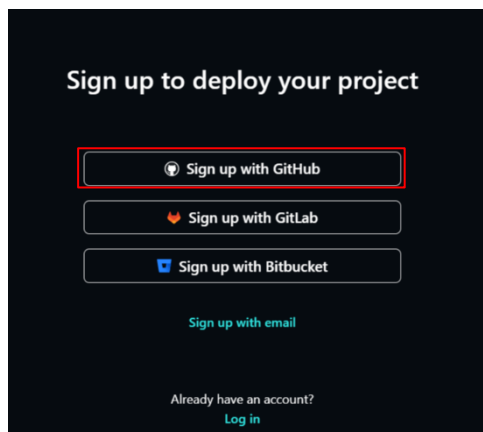 Sign up to deploy your project
Sign up with GitHub
Sign up with GitLab
Sign up with Bitbucket
Sign up with email
Already have an account?
Log in